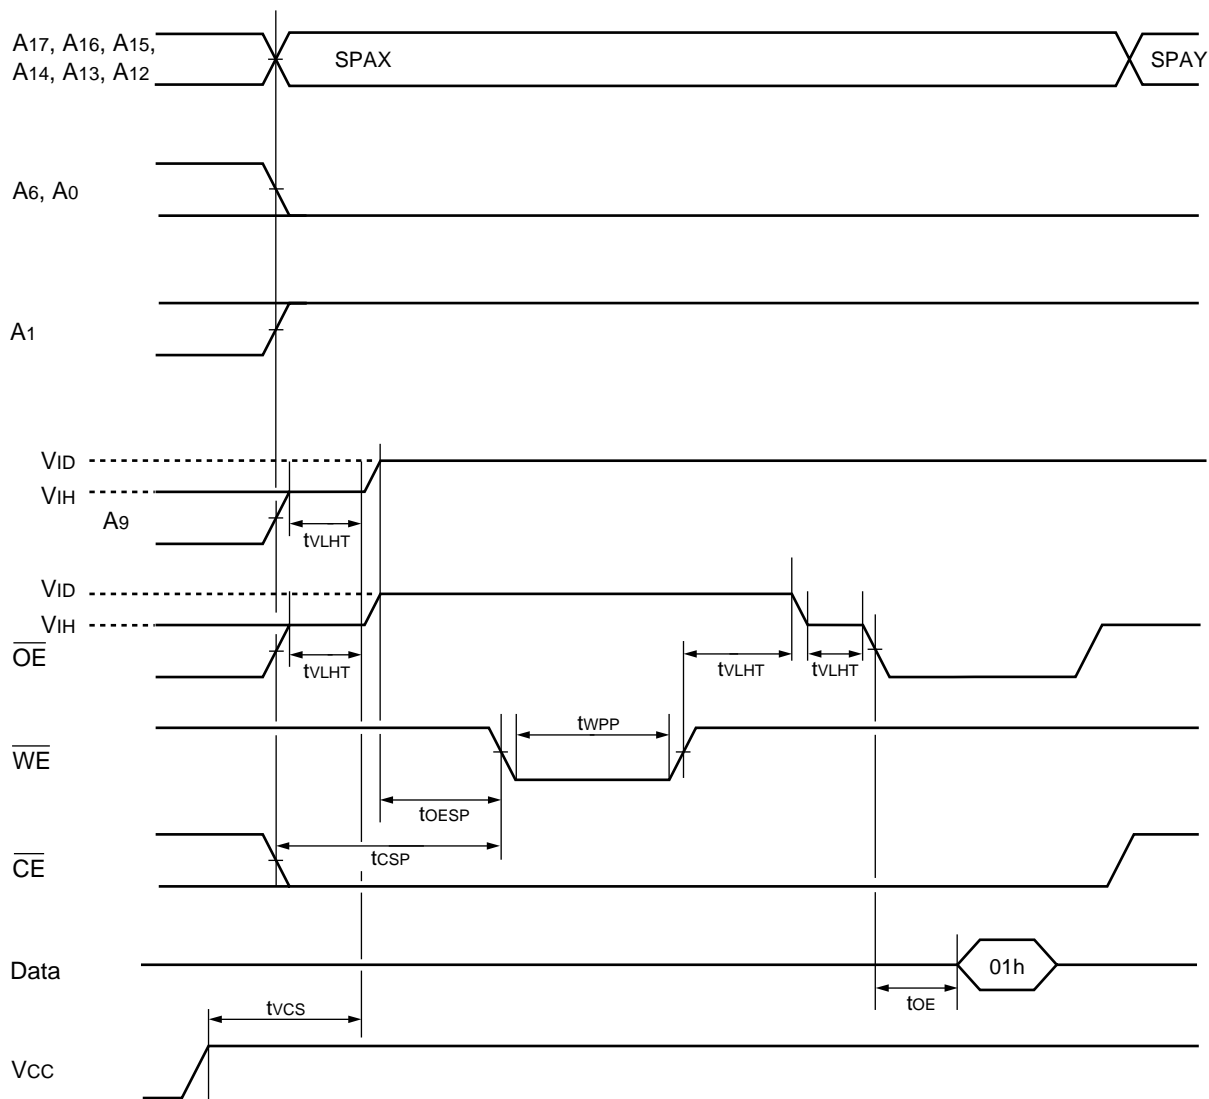 A17, A16, A15,
A14, A13, A12
SPAX
SPAY
A6, A0
A1
VID
VIH
A9
tVLHT
VID
VIH
OE
tVLHT
tVLHT
tVLHT
WE
tWPP
tOESP
CE
tCSP
Data
01h
tOE
tVCS
VCC